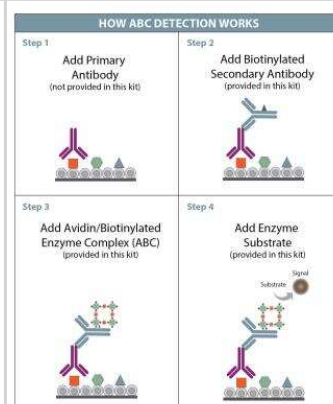 HOW ABC DETECTION WORKS
Step 1
Add Primary
Antibody
(not provided in this kit)
Step 2
Add Biotinylated
Secondary Antibody
(provided in this kit)
Step 3
Add Avidin/Biotinylated
Enzyme Complex (ABC)
(provided in this kit)
Step 4
Add Enzyme
Substrate
(provided in this kit)
Signal
Substrate